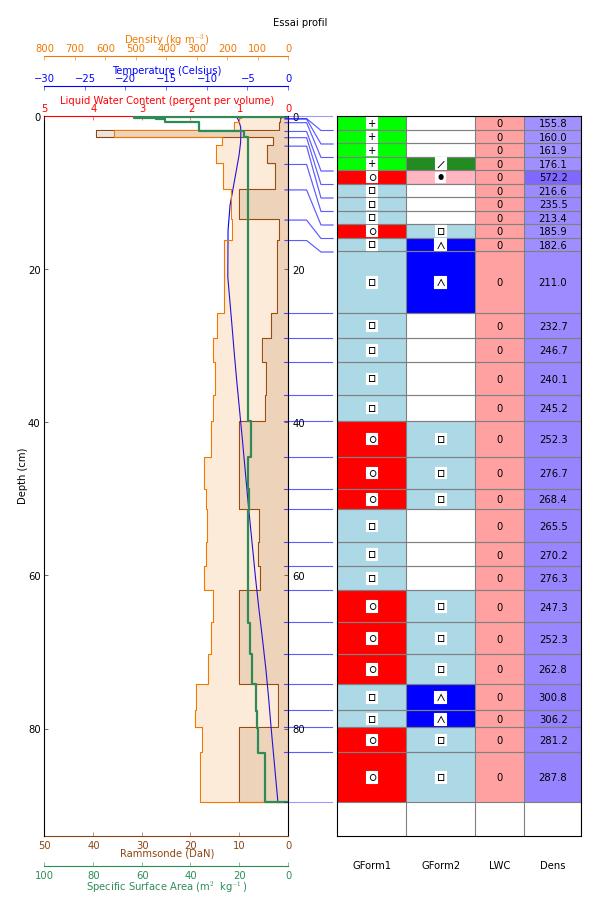 Essai profil
Density (kg m⁻³)
800 700 600 500 400 300 200 100 0
Temperature (Celsius)
−30 −25 −20 −15 −10 −5 0
Liquid Water Content (percent per volume)
5 4 3 2 1 0
0 0
+ 0 155.8
+ 0 160.0
+ 0 161.9
+ 0 176.1
0 572.2
0 216.6
0 235.5
0 213.4
0 185.9
0 182.6
20 20
0 211.0
0 232.7
0 246.7
0 240.1
0 245.2
40 40
0 252.3
Depth (cm)
0 276.7
0 268.4
0 265.5
0 270.2
60 60
0 276.3
0 247.3
0 252.3
0 262.8
0 300.8
0 306.2
80 80
0 281.2
0 287.8
50 40 30 20 10 0
Rammsonde (DaN)
GForm1 GForm2 LWC Dens
100 80 60 40 20 0
Specific Surface Area (m² kg⁻¹)